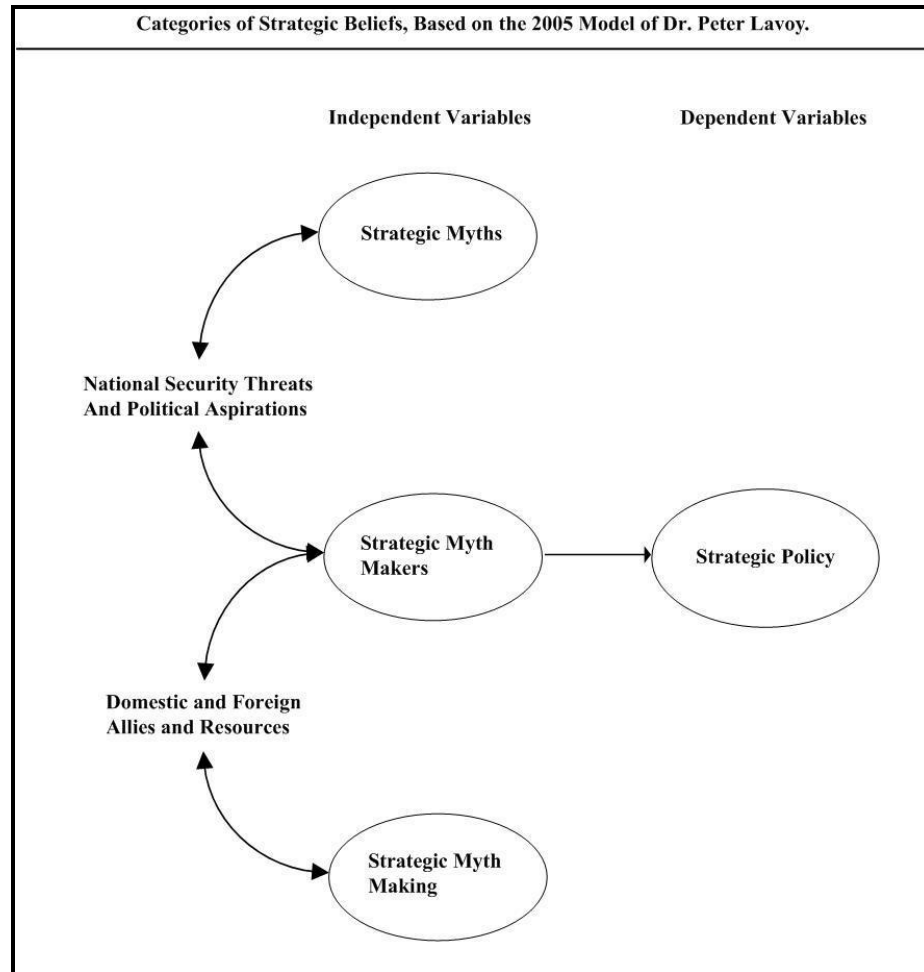 Categories of Strategic Beliefs, Based on the 2005 Model of Dr. Peter Lavoy.
Independent Variables
Dependent Variables
Strategic Myths
National Security Threats
And Political Aspirations
Strategic Myth
Makers
Strategic Policy
Domestic and Foreign
Allies and Resources
Strategic Myth
Making